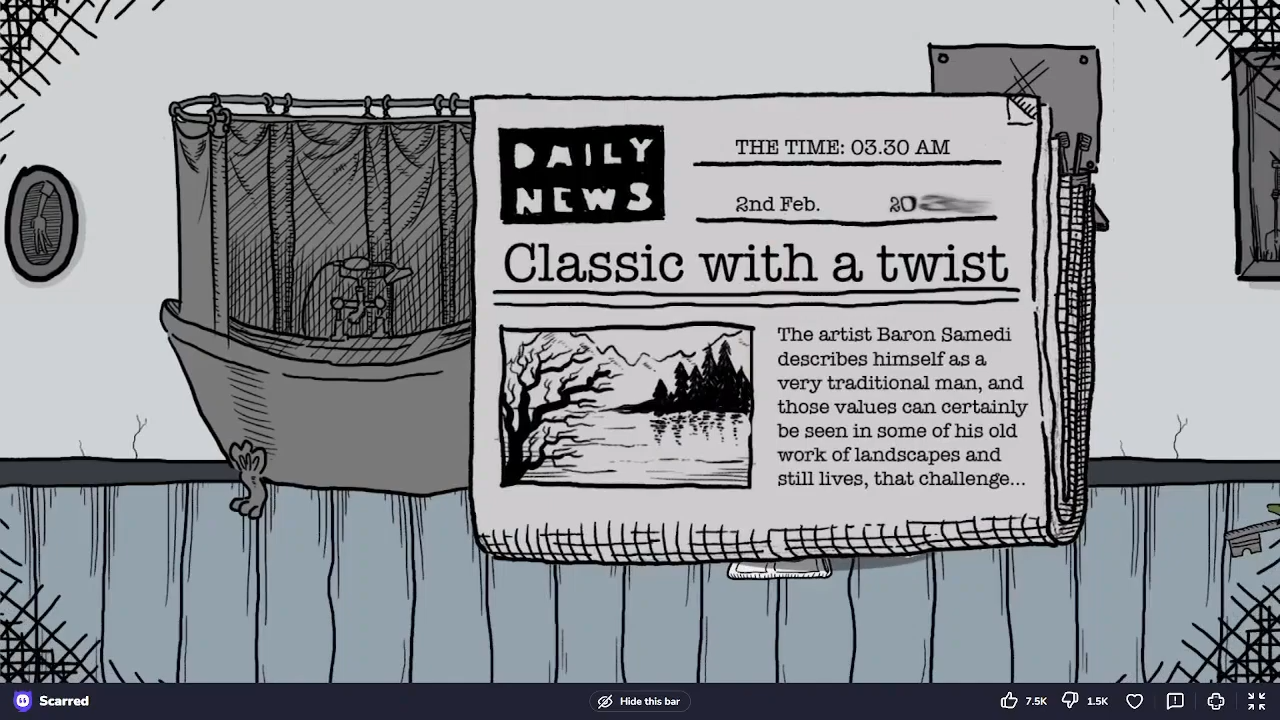 DAILY
NEWS
THE TIME: 03.30 AM
2nd Feb.
Classic with a twist
The artist Baron Samedi
describes himself as a
very traditional man, and
those values can certainly
be seen in some of his old
work of landscapes and
still lives, that challenge...
Scarred
Hide this bar
7.5K
1.5K